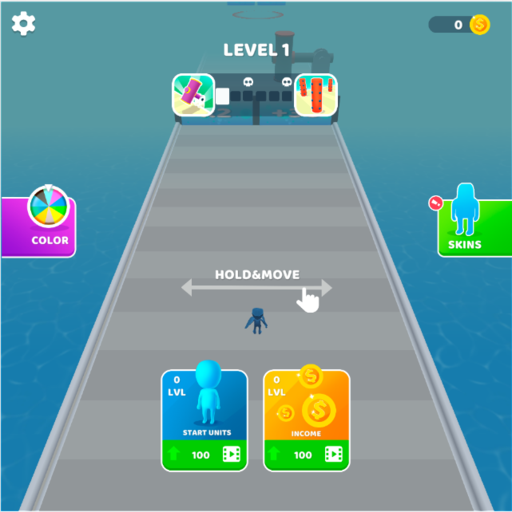 0
LEVEL 1
COLOR
SKINS
HOLD&MOVE
0
LVL
START UNITS
100
0
LVL
INCOME
100